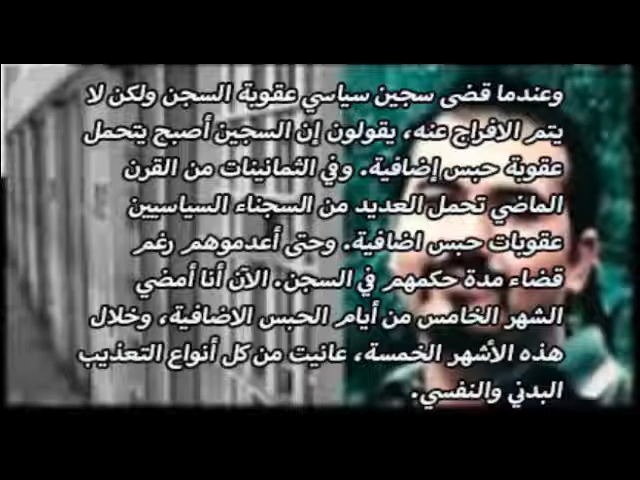 وعندما قضى سجين سياسي عقوبة السجن ولكن لا
يتم الافراج عنه، يقولون إن السجين أصبح يتحمل
عقوبة حبس إضافية. وفي الثمانينات من القرن
الماضي تحمل العديد من السجناء السياسيين
عقوبات حبس اضافية. وحتى أعدموهم رغم
قضاء مدة حكمهم في السجن. الآن أنا أمضي
الشهر الخامس من أيام الحبس الاضافية، وخلال
هذه الأشهر الخمسة، عانيت من كل أنواع التعذيب
البدني والنفسي.